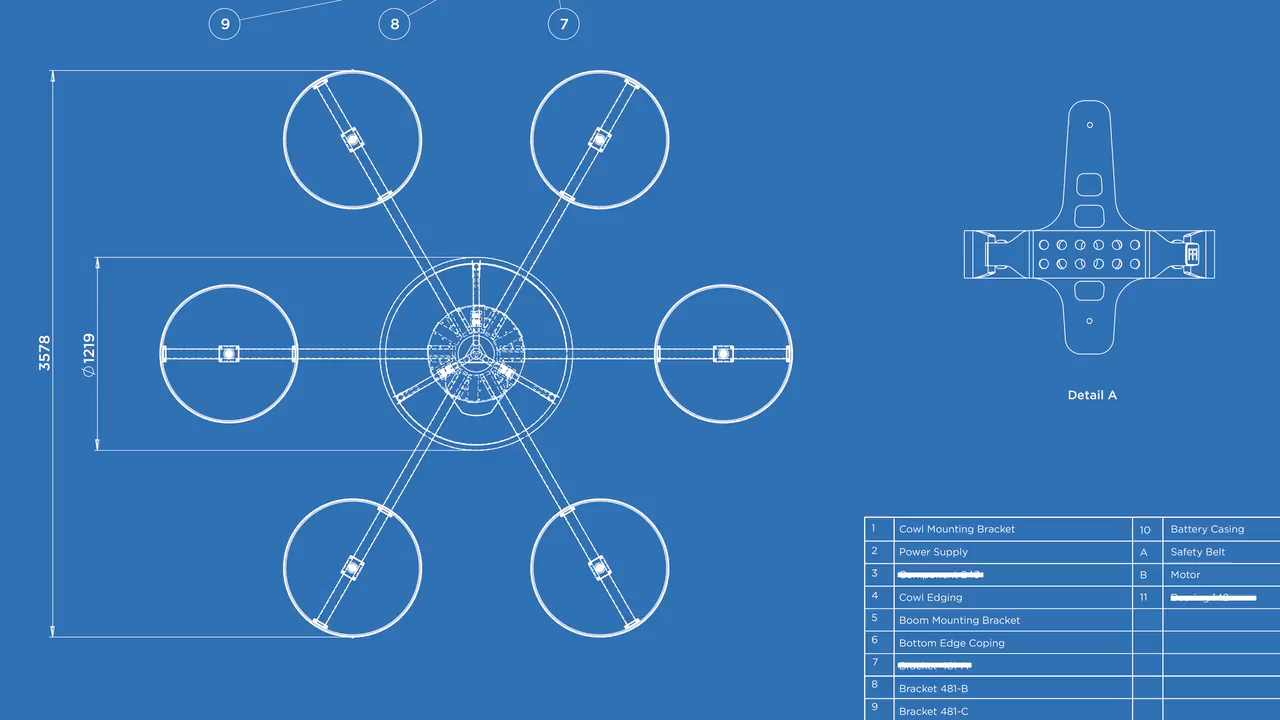 9 8 7
3578
∅1219
Detail A
1 Cowl Mounting Bracket 10 Battery Casing
2 Power Supply A Safety Belt
3 B Motor
4 Cowl Edging 11
5 Boom Mounting Bracket
6 Bottom Edge Coping
7
8 Bracket 481-B
9 Bracket 481-C